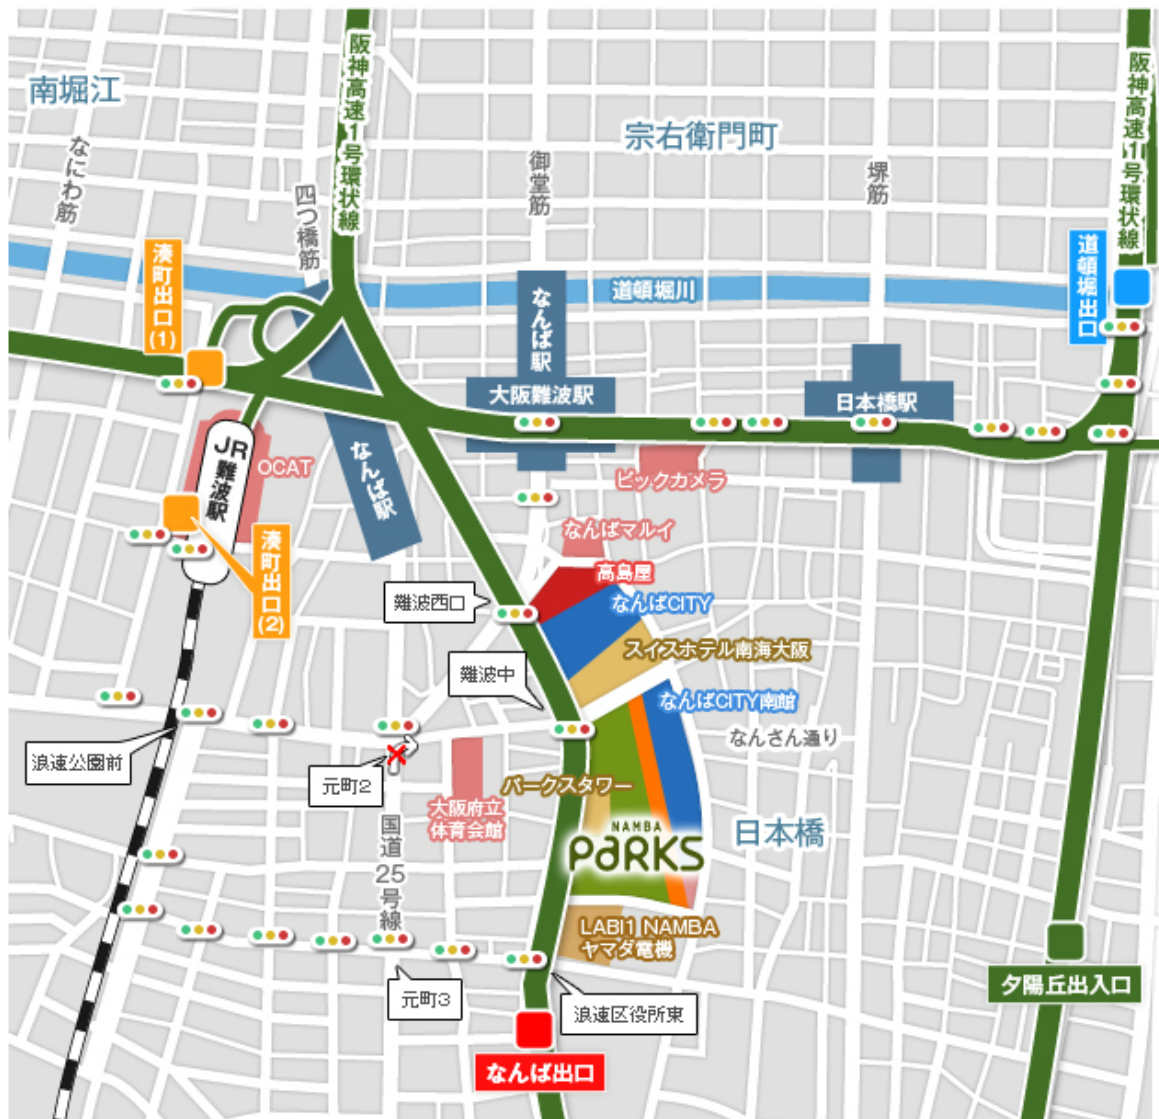 阪神高速1号環状線
阪神高速1号環状線
南堀江
宗右衛門町
なにわ筋
御堂筋
堺筋
四つ橋筋
湊町出口(1)
道頓堀出口
道頓堀川
なんば駅
大阪難波駅
日本橋駅
JR
難波駅
OCAT
なんば駅
ビックカメラ
なんばマルイ
湊町出口(2)
高島屋
難波西口
なんばCITY
スイスホテル南海大阪
難波中
なんばCITY南館
なんさん通り
浪速公園前
元町2
パークスタワー
大阪府立
体育会館
国道25号線
NAMBA
PARKS
日本橋
LABI1 NAMBA
ヤマダ電機
夕陽丘出入口
元町3
浪速区役所東
なんば出口